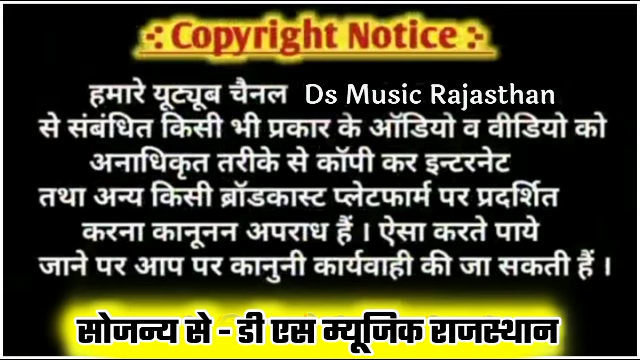 -: Copyright Notice :-
हमारे यूट्यूब चैनल Ds Music Rajasthan
से संबंधित किसी भी प्रकार के ऑडियो व वीडियो को
अनाधिकृत तरीके से कॉपी कर इन्टरनेट
तथा अन्य किसी ब्रॉडकास्ट प्लेटफार्म पर प्रदर्शित
करना कानूनन अपराध हैं । ऐसा करते पाये
जाने पर आप पर कानुनी कार्यवाही की जा सकती हैं ।
सोजन्य से - डी एस म्यूजिक राजस्थान